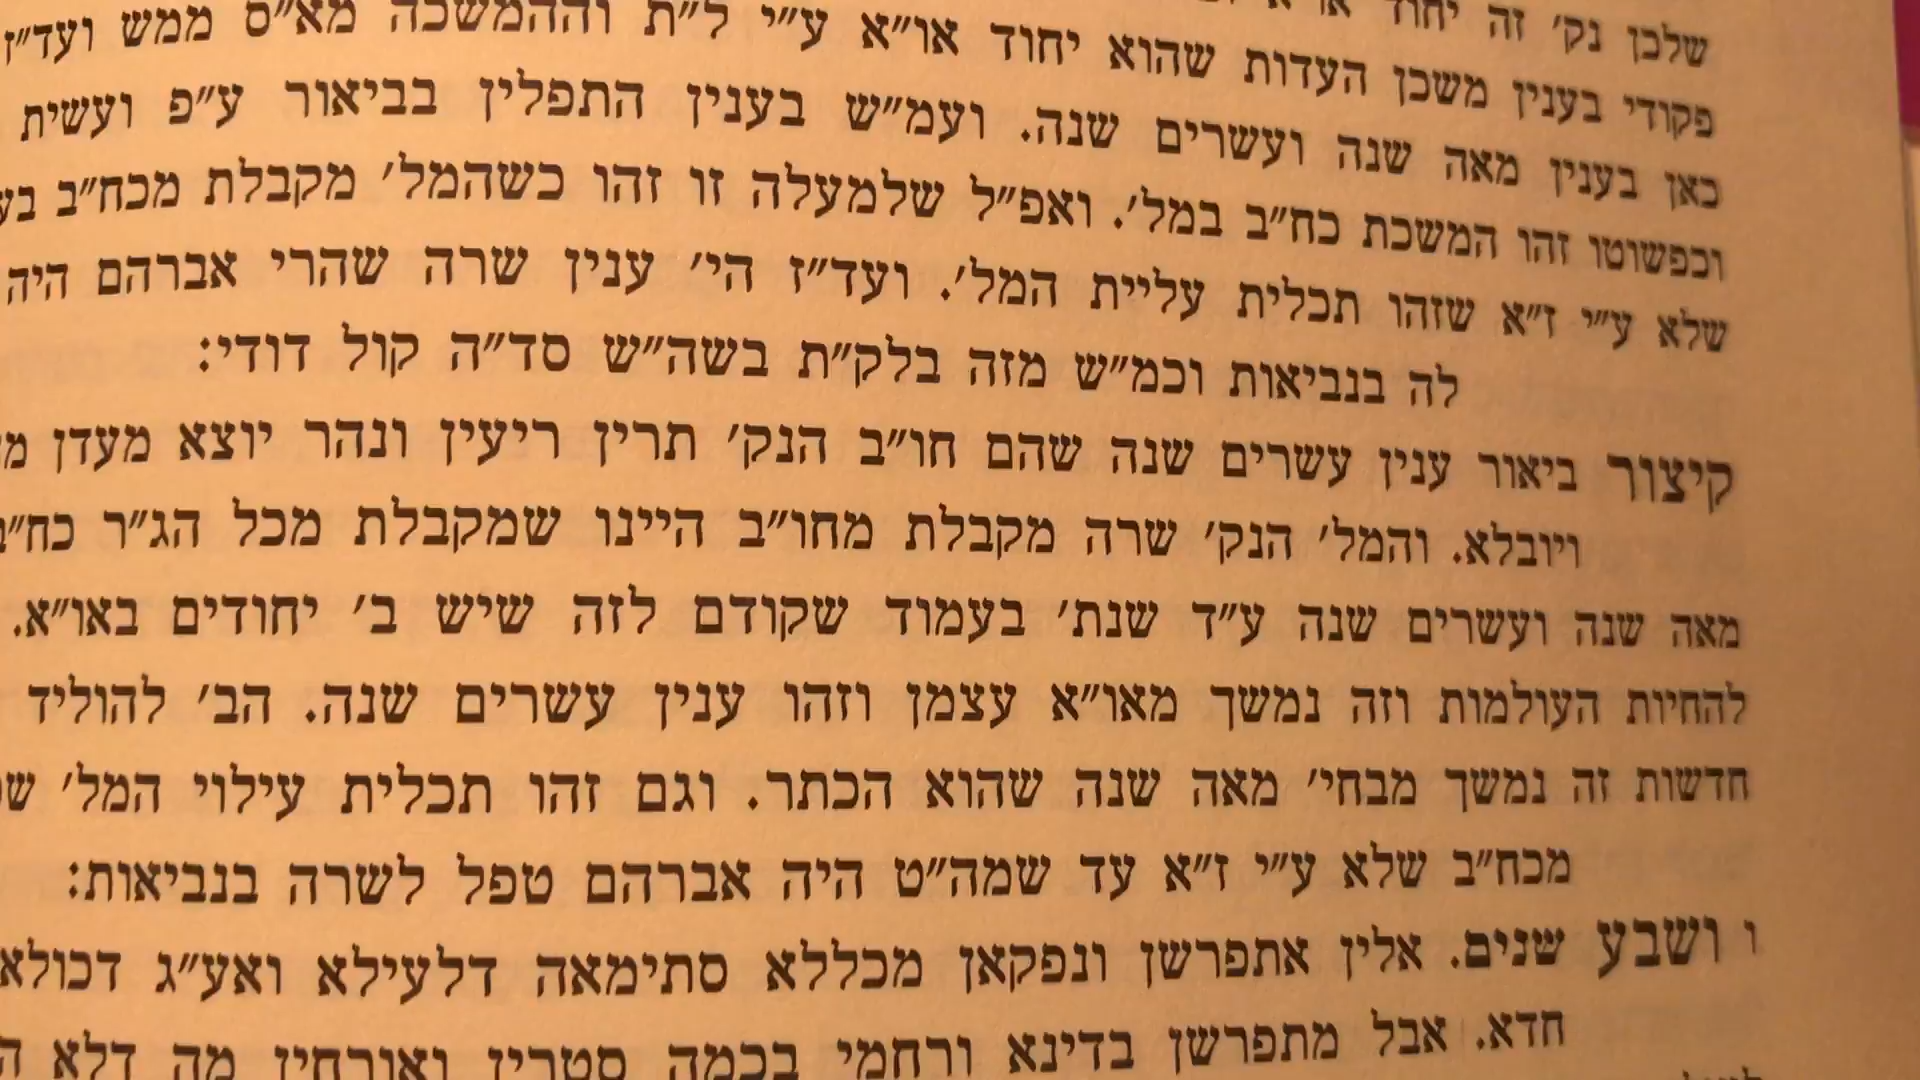 שלכן נק׳ זה יחוד
פקודי בענין משכן העדות שהוא יחוד או״א ע״י ל״ת וההמשכה מא״ס ממש ועד״ז
כאן בענין מאה שנה ועשרים שנה. ועמ״ש בענין התפלין בביאור ע״פ ועשית
וכפשוטו זהו המשכת כח״ב במל׳. ואפ״ל שלמעלה זו זהו כשהמל׳ מקבלת מכח״ב
שלא ע״י ז״א שזהו תכלית עליית המל׳. ועד״ז הי׳ ענין שרה שהרי אברהם היה
לה בנביאות וכמ״ש מזה בלק״ת בשה״ש סד״ה קול דודי:
קיצור ביאור ענין עשרים שנה שהם חו״ב הנק׳ תרין ריעין ונהר יוצא מעדן
ויובלא. והמל׳ הנק׳ שרה מקבלת מחו״ב היינו שמקבלת מכל הג״ר כח״ב
מאה שנה ועשרים שנה ע״ד שנת׳ בעמוד שקודם לזה שיש ב׳ יחודים באו״א.
להחיות העולמות וזה נמשך מאו״א עצמן וזהו ענין עשרים שנה. הב׳ להוליד
חדשות זה נמשך מבחי׳ מאה שנה שהוא הכתר. וגם זהו תכלית עילוי המל׳
מכח״ב שלא ע״י ז״א עד שמה״ט היה אברהם טפל לשרה בנביאות:
ו ושבע שנים. אלין אתפרשן ונפקאן מכללא סתימאה דלעילא ואע״ג דכולא
חדא. אבל מתפרשן בדינא ורחמי בכמה סטרין ואורחין מה דלא